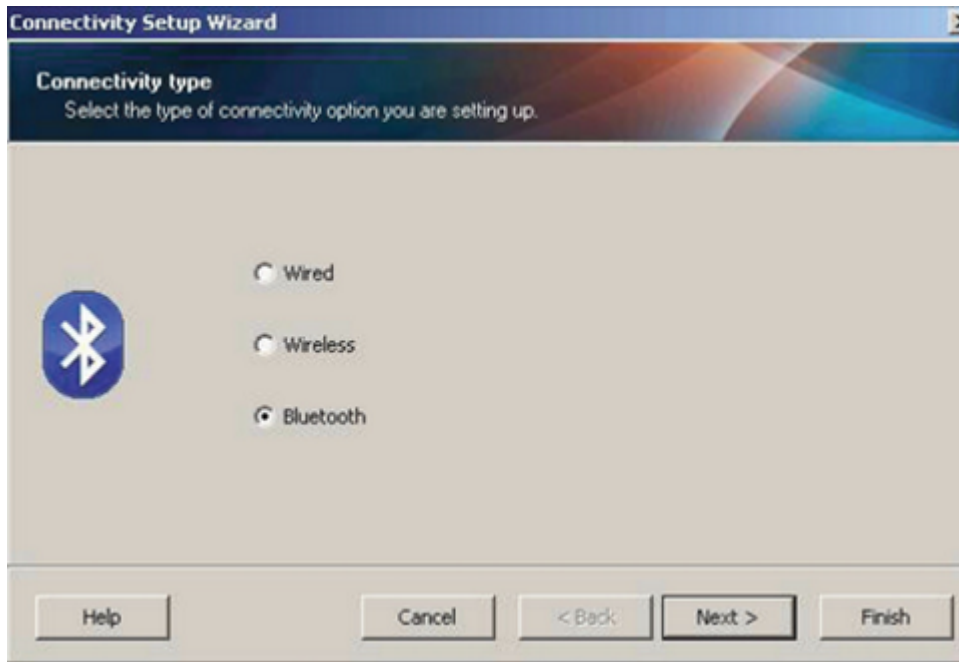 Connectivity Setup Wizard
Connectivity type
Select the type of connectivity option you are setting up.
Wired
Wireless
Bluetooth
Help Cancel < Back Next > Finish